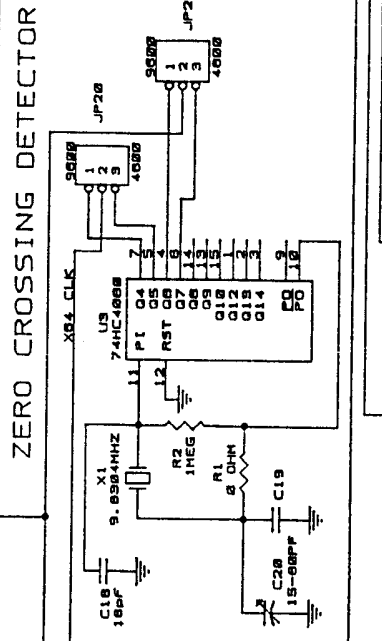 ZERO CROSSING DETECTOR
JP2
9600
1
2
3
4800
JP20
9600
1
2
3
4800
X64 CLK
U3
74HC4060
11 PI
12 RST
Q4 7
Q5 5
Q6 4
Q7 6
Q8 14
Q9 13
Q10 15
Q12 1
Q13 2
Q14 3
PO 9
PO 10
X1
9.8304MHZ
R2
1MEG
R1
0 OHM
C18
18pF
C19
C20
15-60PF